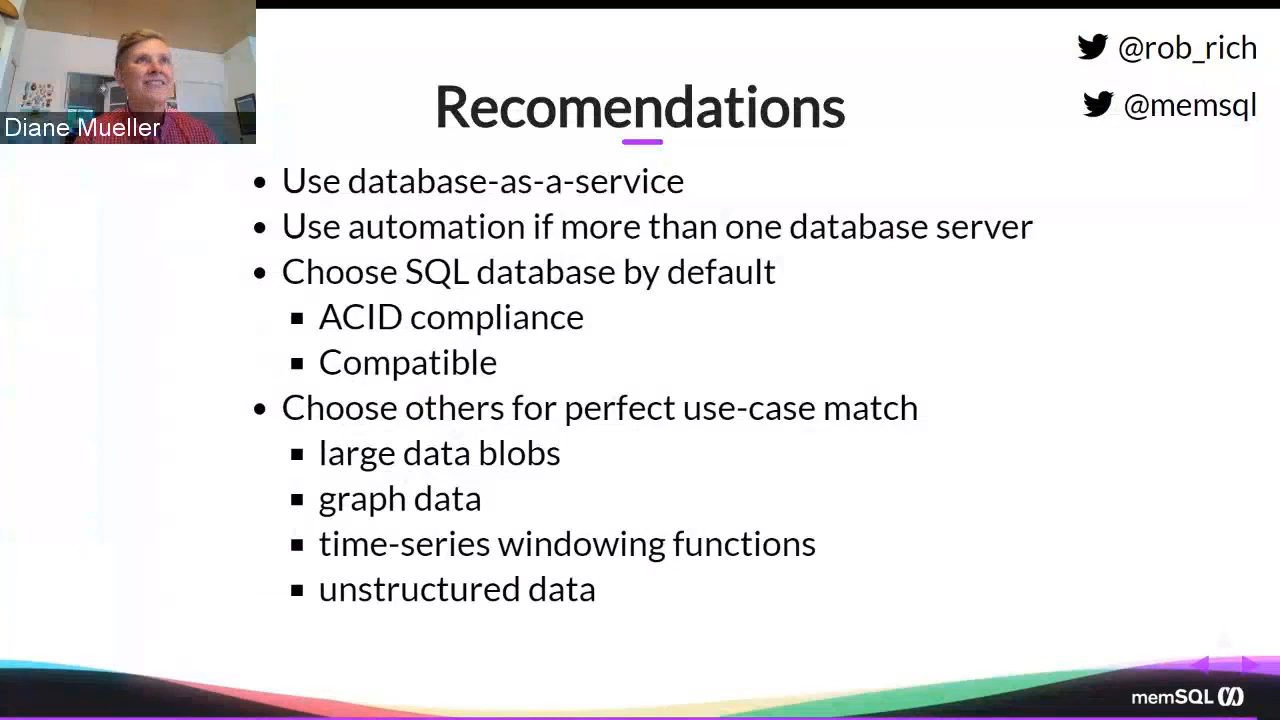 Diane Mueller
@rob_rich
@memsql
Recomendations
Use database-as-a-service
Use automation if more than one database server
Choose SQL database by default
ACID compliance
Compatible
Choose others for perfect use-case match
large data blobs
graph data
time-series windowing functions
unstructured data
memSQL